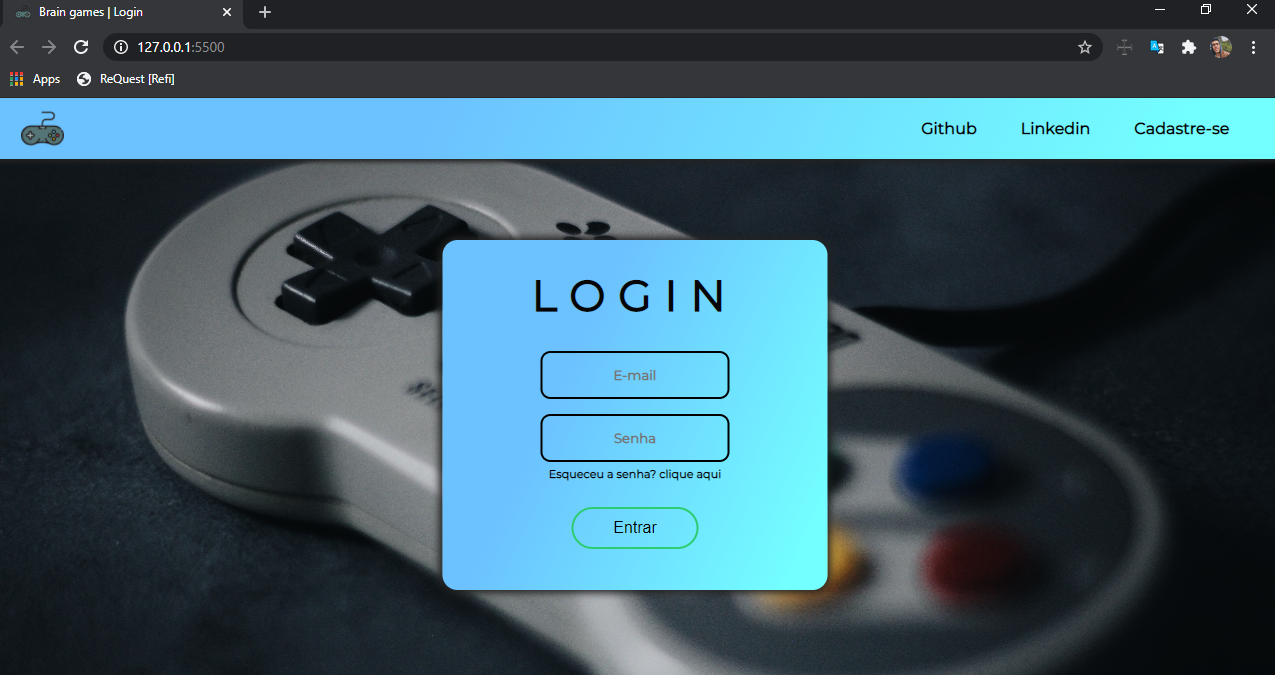 Brain games | Login
127.0.0.1:5500
Apps
ReQuest [Refi]
Github Linkedin Cadastre-se
LOGIN
E-mail
Senha
Esqueceu a senha? clique aqui
Entrar